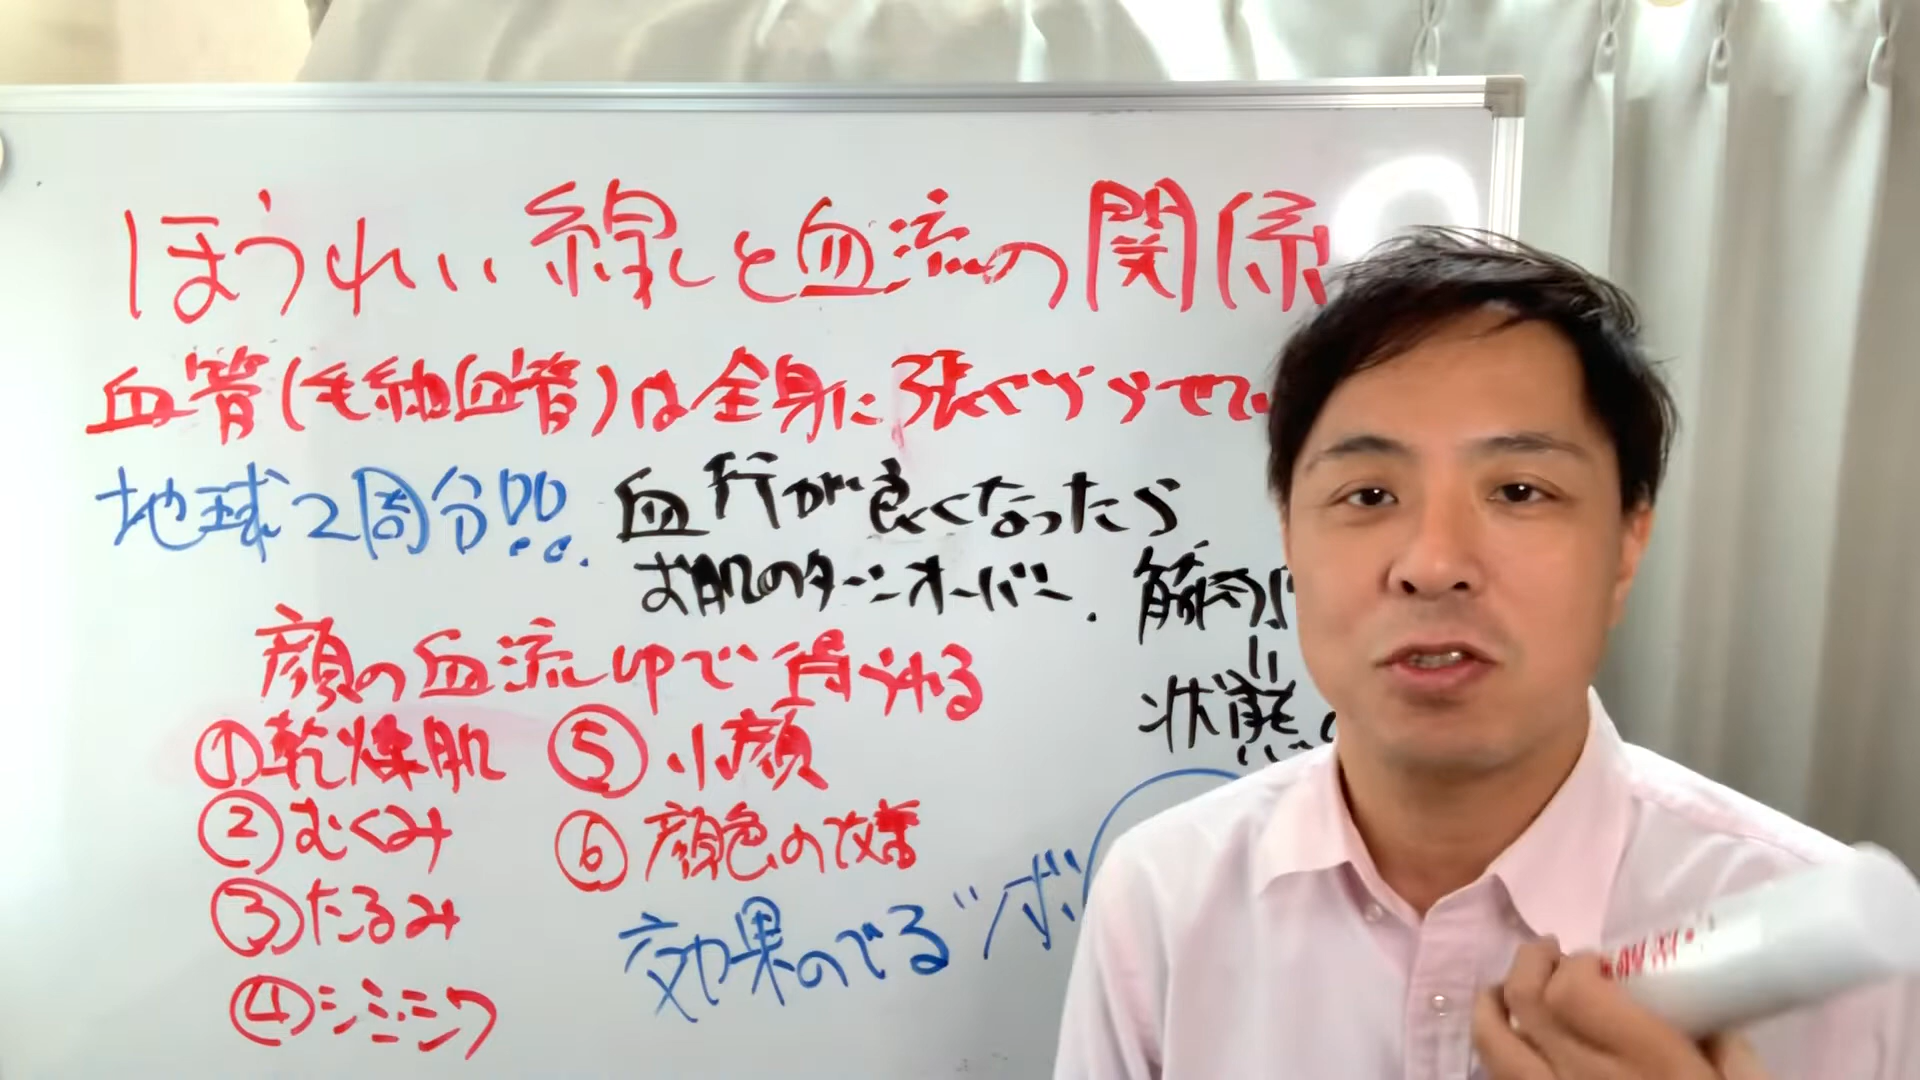 ほうれい線と血流の関係
血管(毛細血管)は全身に張りめぐらせて
地球2周分!!
血行が良くなったら
お肌のターンオーバー.
筋肉
状態
顔の血流UPで得られる
①乾燥肌
②むくみ
③たるみ
④シミ・シワ
⑤小顔
⑥顔色の改善
効果のでる"ポ